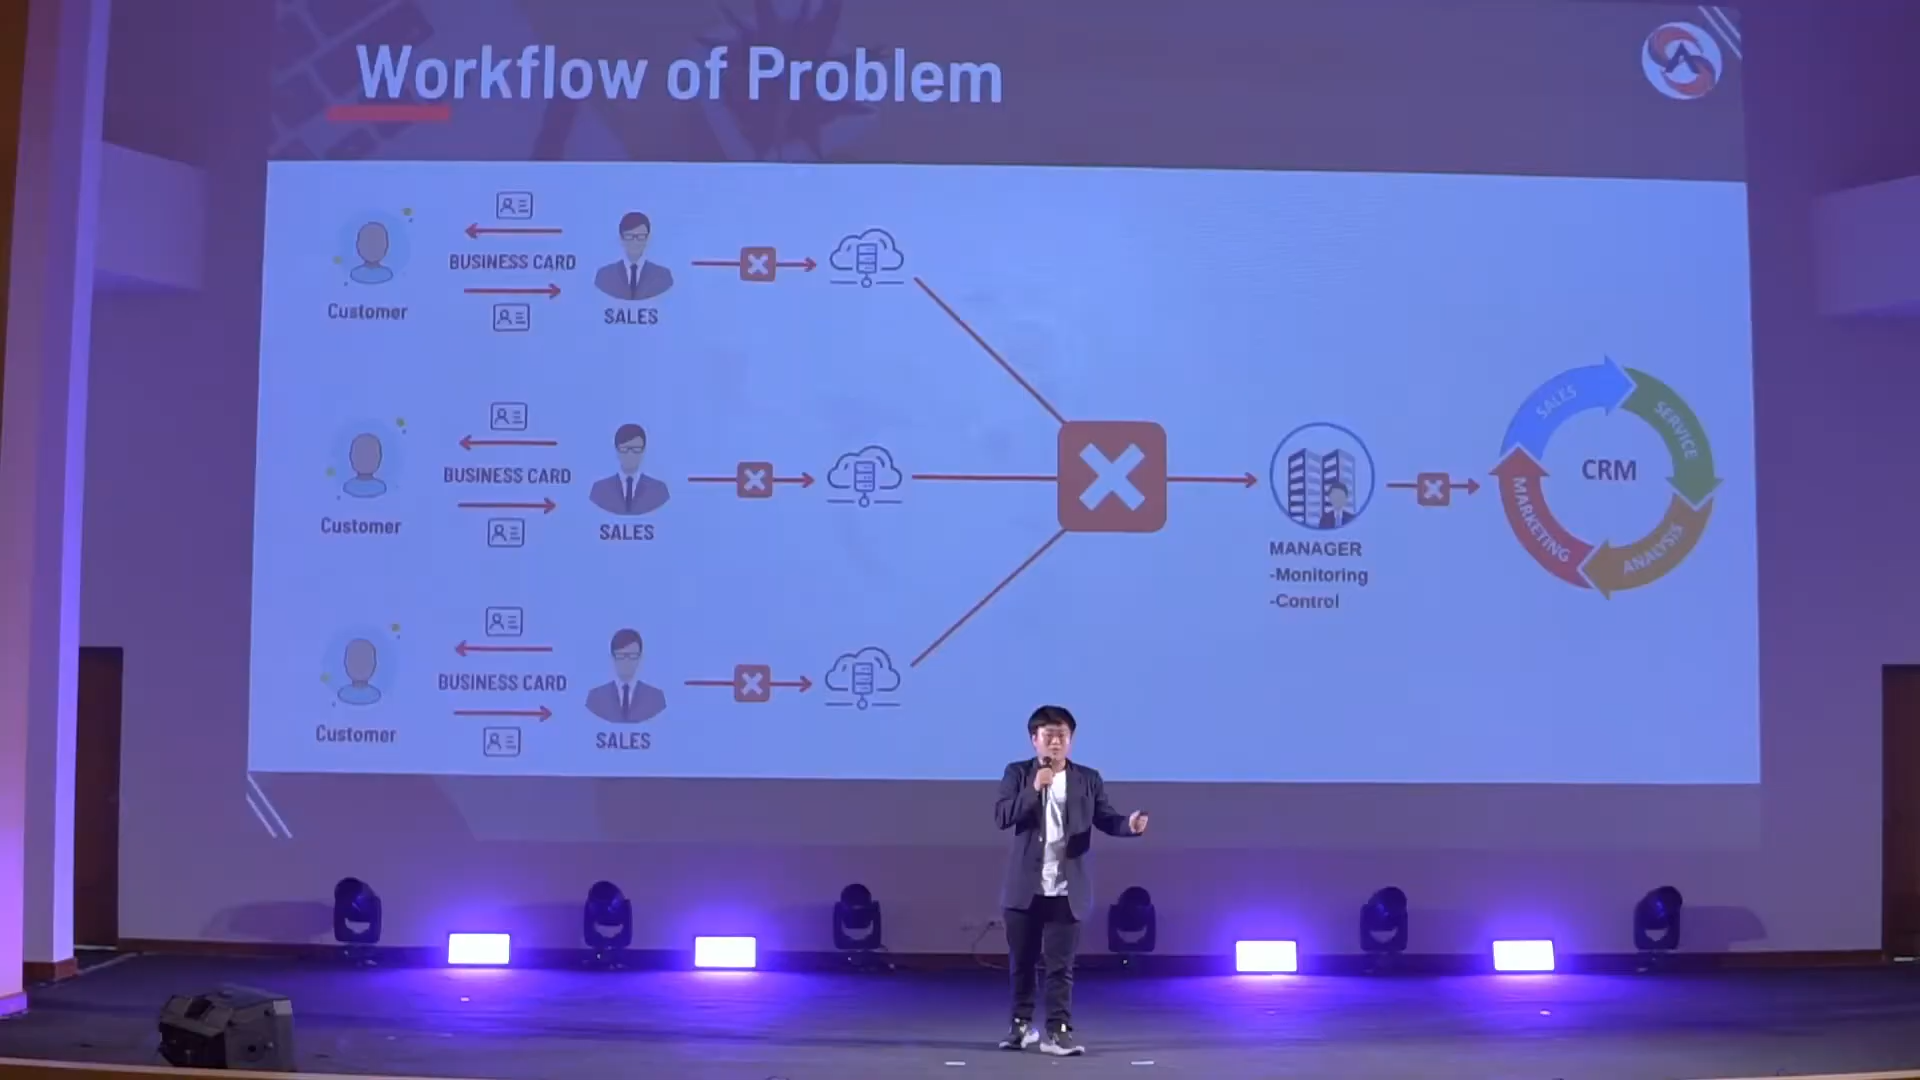 Workflow of Problem
BUSINESS CARD
Customer
SALES
BUSINESS CARD
Customer
SALES
BUSINESS CARD
Customer
SALES
MANAGER
-Monitoring
-Control
SALES
SERVICE
CRM
MARKETING
ANALYSIS